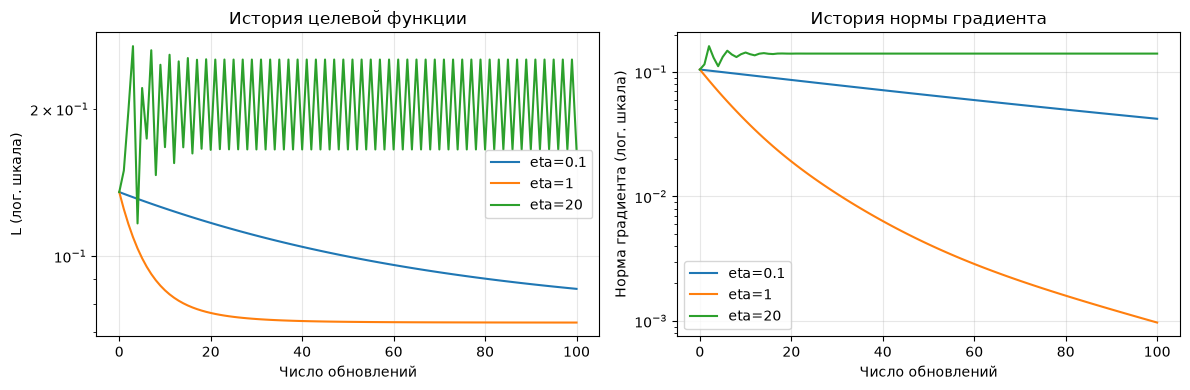 История целевой функции
L (лог. шкала)
2 × 10⁻¹
10⁻¹
eta=0.1
eta=1
eta=20
0 20 40 60 80 100
Число обновлений
История нормы градиента
Норма градиента (лог. шкала)
10⁻¹
10⁻²
10⁻³
eta=0.1
eta=1
eta=20
0 20 40 60 80 100
Число обновлений